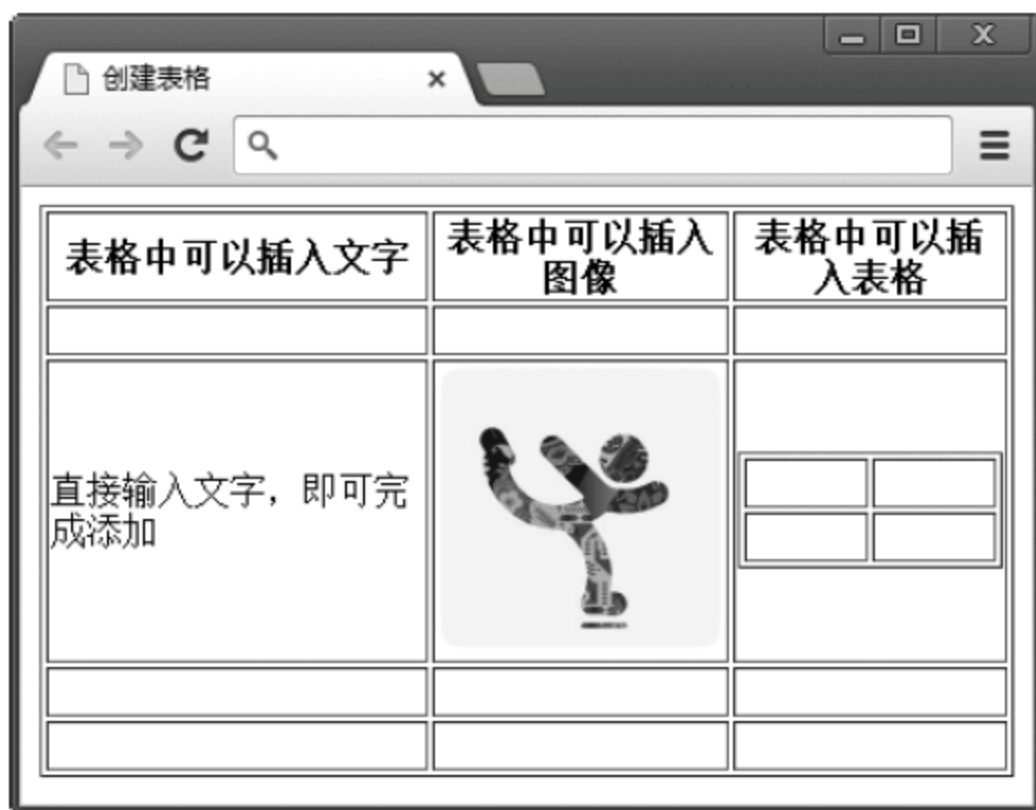 创建表格
表格中可以插入文字
表格中可以插入
图像
表格中可以插
入表格
直接输入文字，即可完
成添加